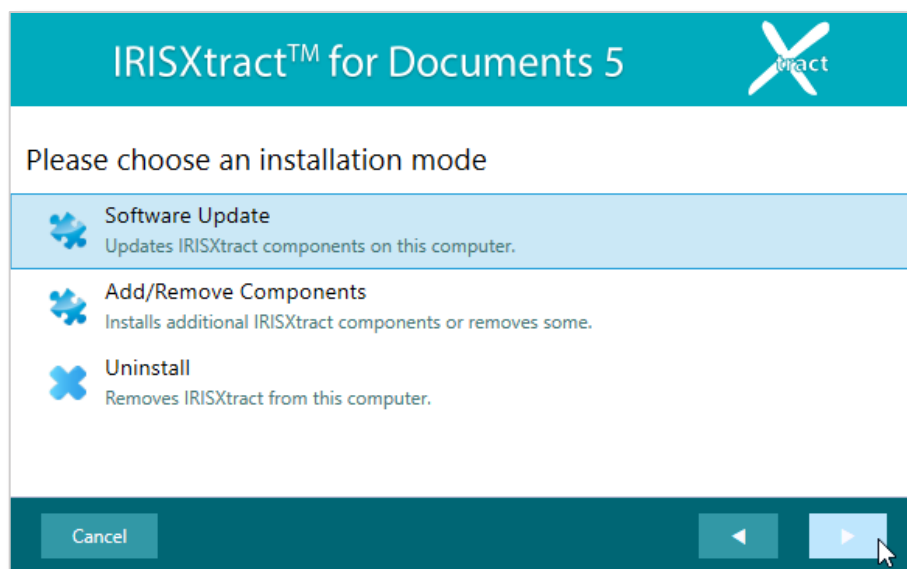 IRISXtract™ for Documents 5
tract
Please choose an installation mode
Software Update
Updates IRISXtract components on this computer.
Add/Remove Components
Installs additional IRISXtract components or removes some.
Uninstall
Removes IRISXtract from this computer.
Cancel